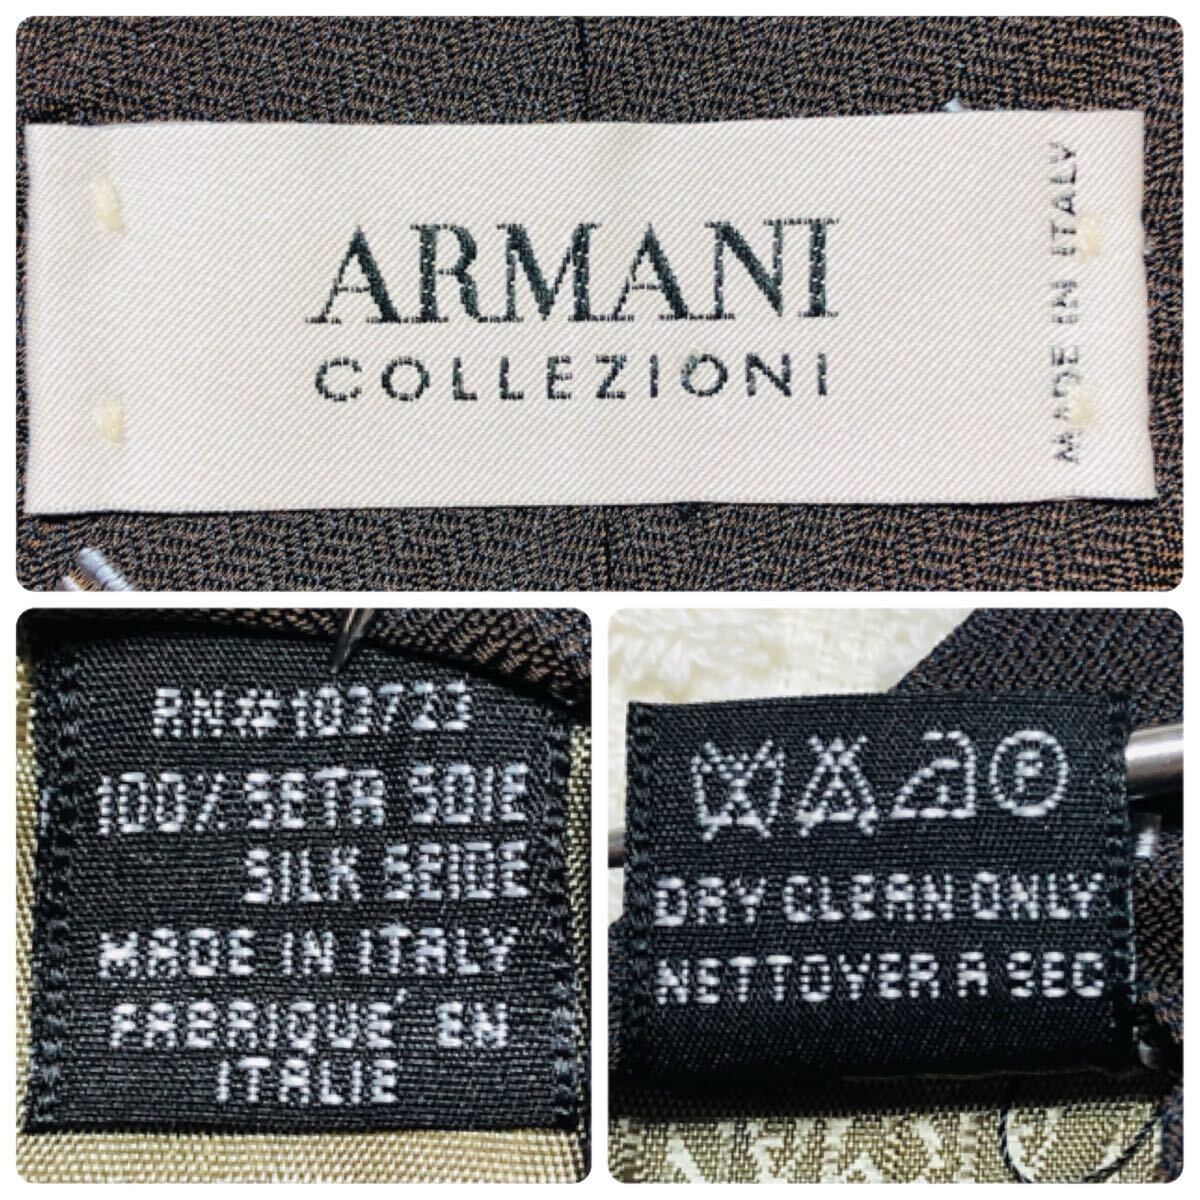 ARMANI
COLLEZIONI
MADE IN ITALY
RN#103723
100% SETA SOIE
SILK SEIDE
MADE IN ITALY
FABRIQUÉ EN
ITALIE
P
DRY CLEAN ONLY
NETTOYER A SEC